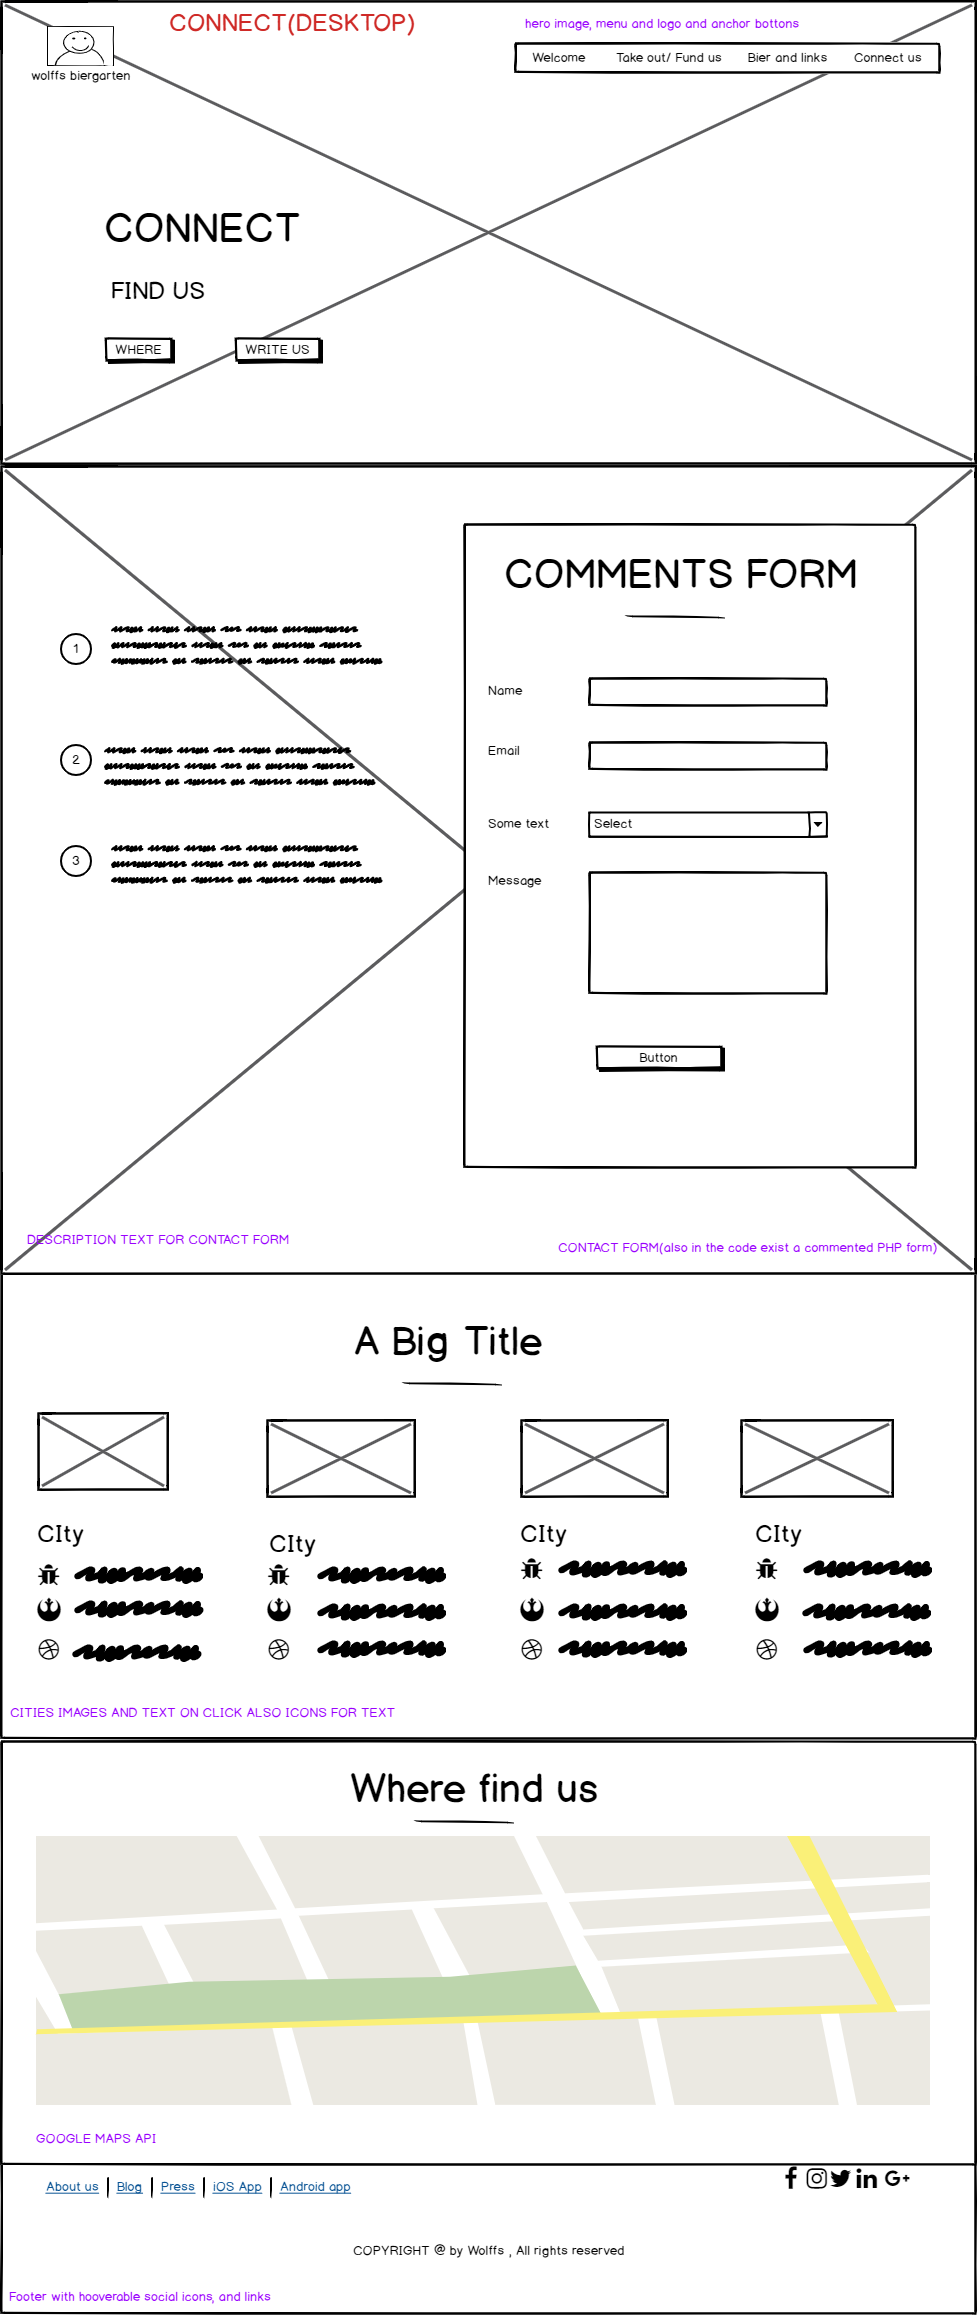 CONNECT(DESKTOP)
hero image, menu and logo and anchor bottons
wolffs biergarten
Welcome Take out/ Fund us Bier and links Connect us
CONNECT
FIND US
WHERE WRITE US
COMMENTS FORM
1
2
3
Name
Email
Some text Select
Message
Button
DESCRIPTION TEXT FOR CONTACT FORM
CONTACT FORM(also in the code exist a commented PHP form)
A Big Title
CIty CIty CIty CIty
CITIES IMAGES AND TEXT ON CLICK ALSO ICONS FOR TEXT
Where find us
GOOGLE MAPS API
About us Blog Press iOS App Android app
f in G+
COPYRIGHT @ by Wolffs , All rights reserved
Footer with hooverable social icons, and links